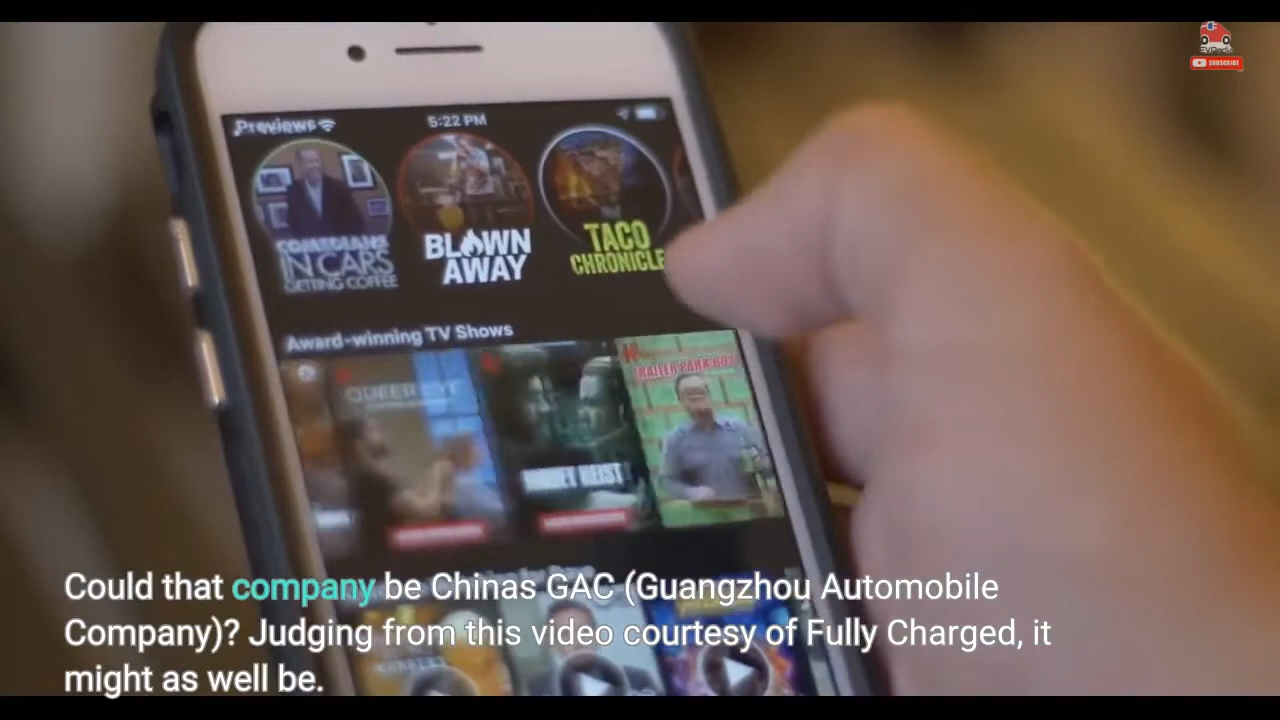 SUBSCRIBE
Previews
5:22 PM
COMEDIANS
IN CARS
GETTING COFFEE
BLOWN
AWAY
TACO
CHRONICLE
Award-winning TV Shows
QUEER EYE
MONEY HEIST
TRAILER PARK BOY
Could that company be Chinas GAC (Guangzhou Automobile
Company)? Judging from this video courtesy of Fully Charged, it
might as well be.